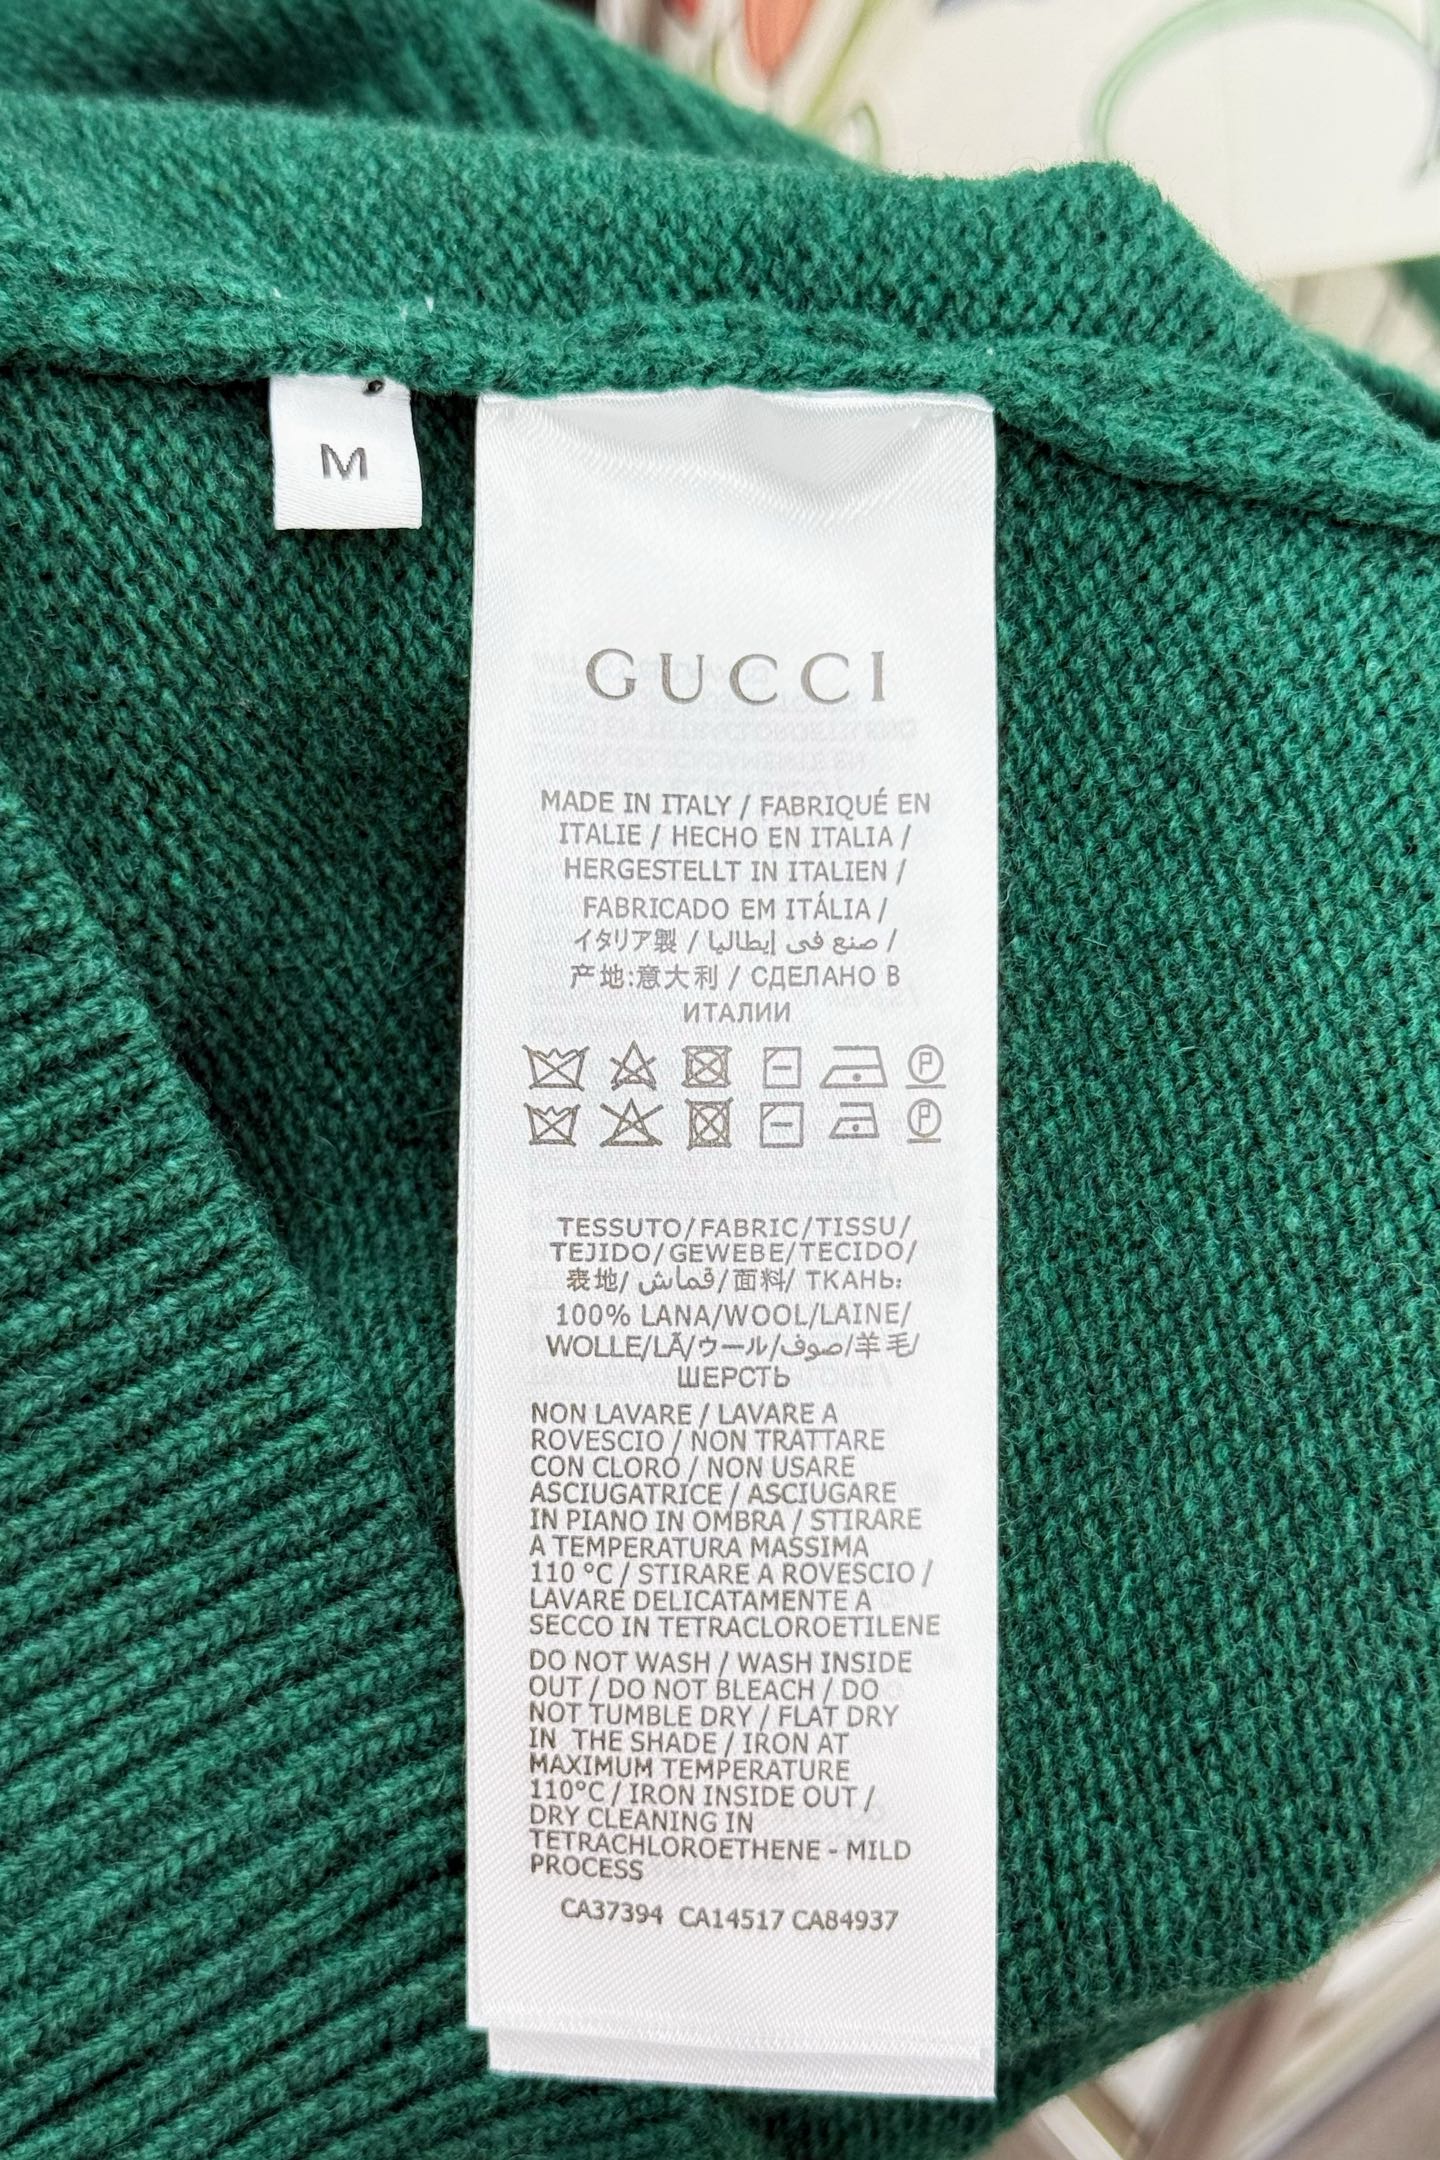 M
GUCCI
MADE IN ITALY / FABRIQUÉ EN
ITALIE / HECHO EN ITALIA /
HERGESTELLT IN ITALIEN /
FABRICADO EM ITÁLIA /
イタリア製 / صنع في إيطاليا /
产地:意大利 / СДЕЛАНО В
ИТАЛИИ
P
P
TESSUTO/FABRIC/TISSU/
TEJIDO/GEWEBE/TECIDO/
表地/ قماش/面料/ ТКАНЬ:
100% LANA/WOOL/LAINE/
WOLLE/LÃ/ウール/صوف/羊毛/
ШЕРСТЬ
NON LAVARE / LAVARE A
ROVESCIO / NON TRATTARE
CON CLORO / NON USARE
ASCIUGATRICE / ASCIUGARE
IN PIANO IN OMBRA / STIRARE
A TEMPERATURA MASSIMA
110 °C / STIRARE A ROVESCIO /
LAVARE DELICATAMENTE A
SECCO IN TETRACLOROETILENE
DO NOT WASH / WASH INSIDE
OUT / DO NOT BLEACH / DO
NOT TUMBLE DRY / FLAT DRY
IN THE SHADE / IRON AT
MAXIMUM TEMPERATURE
110°C / IRON INSIDE OUT /
DRY CLEANING IN
TETRACHLOROETHENE - MILD
PROCESS
CA37394 CA14517 CA84937